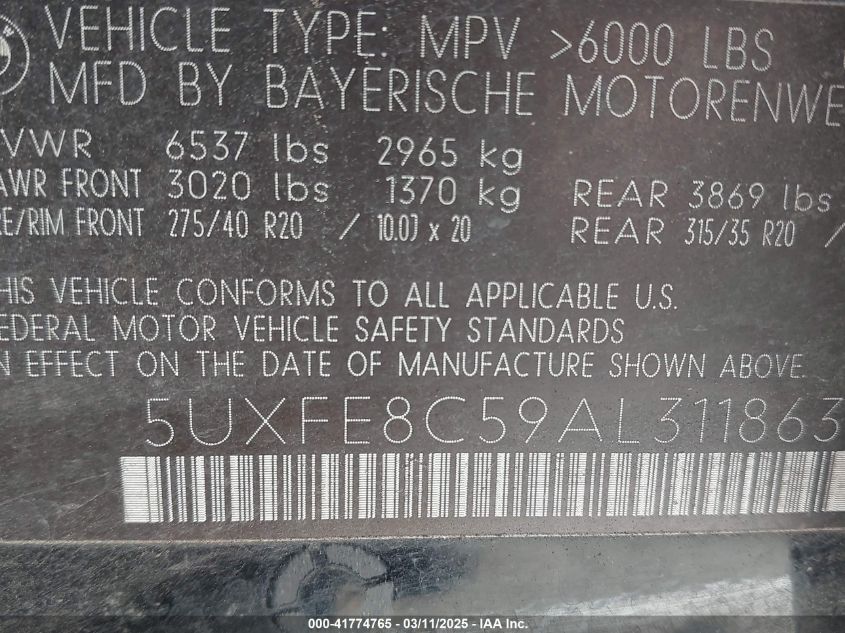 VEHICLE TYPE: MPV >6000 LBS
MFD BY BAYERISCHE MOTORENWE
VWR 6537 lbs 2965 kg
AWR FRONT 3020 lbs 1370 kg REAR 3869 lbs
RE/RIM FRONT 275/40 R20 / 10.0J x 20 REAR 315/35 R20 /
HIS VEHICLE CONFORMS TO ALL APPLICABLE U.S.
EDERAL MOTOR VEHICLE SAFETY STANDARDS
N EFFECT ON THE DATE OF MANUFACTURE SHOWN ABOVE.
5UXFE8C59AL311863
000-41774765 - 03/11/2025 - IAAI.com